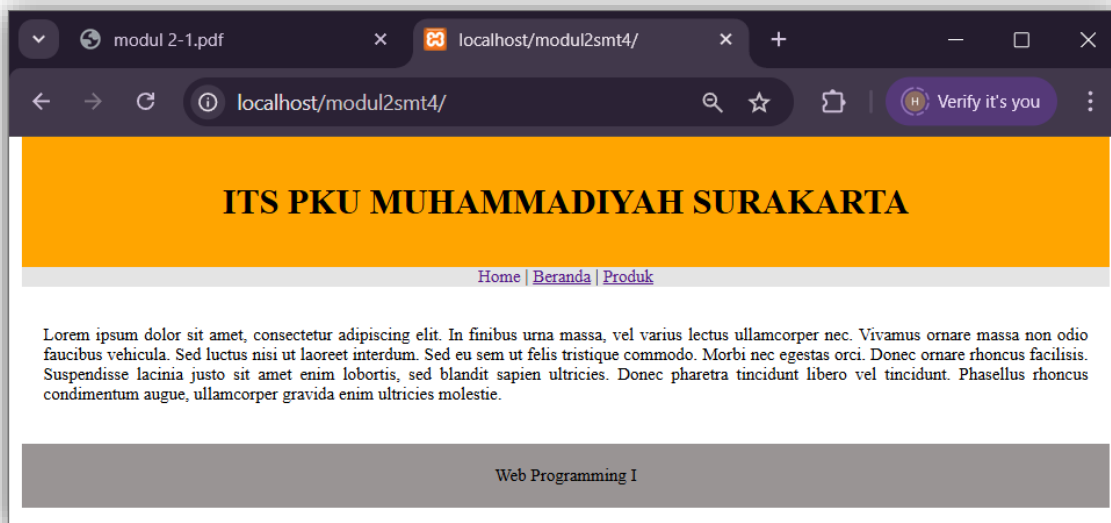 modul 2-1.pdf
localhost/modul2smt4/
localhost/modul2smt4/
H
Verify it's you
ITS PKU MUHAMMADIYAH SURAKARTA
Home | Beranda | Produk
Lorem ipsum dolor sit amet, consectetur adipiscing elit. In finibus urna massa, vel varius lectus ullamcorper nec. Vivamus ornare massa non odio
faucibus vehicula. Sed luctus nisi ut laoreet interdum. Sed eu sem ut felis tristique commodo. Morbi nec egestas orci. Donec ornare rhoncus facilisis.
Suspendisse lacinia justo sit amet enim lobortis, sed blandit sapien ultricies. Donec pharetra tincidunt libero vel tincidunt. Phasellus rhoncus
condimentum augue, ullamcorper gravida enim ultricies molestie.
Web Programming I